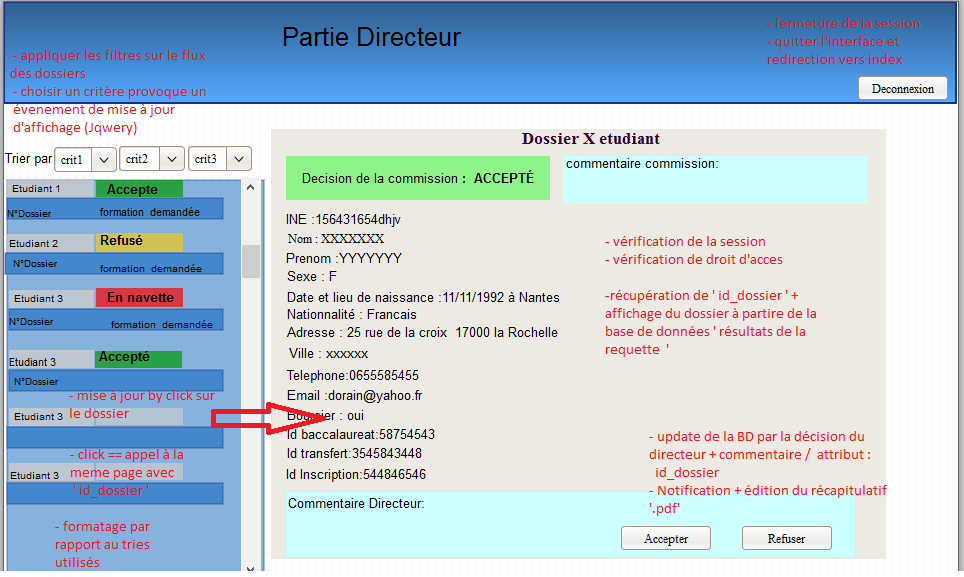 Partie Directeur
- fermeture de la session
- quitter l'interface et
redirection vers index
Deconnexion
- appliquer les filtres sur le flux
des dossiers
- choisir un critère provoque un
évenement de mise à jour
d'affichage (Jqwery)
Trier par crit1 crit2 crit3
Etudiant 1 Accepte
N°Dossier formation demandée
Etudiant 2 Refusé
N°Dossier formation demandée
Etudiant 3 En navette
N°Dossier formation demandée
Etudiant 3 Accepté
N°Dossier
- mise à jour by click sur
le dossier
Etudiant 3
- click == appel à la
meme page avec
' id_dossier '
Etudiant 3
- formatage par
rapport au tries
utilisés
Dossier X etudiant
Decision de la commission : ACCEPTÉ
commentaire commission:
INE :156431654dhjv
Nom : XXXXXXX
Prenom :YYYYYYY
Sexe : F
Date et lieu de naissance :11/11/1992 à Nantes
Nationnalité : Francais
Adresse : 25 rue de la croix 17000 la Rochelle
Ville : xxxxxx
Telephone:0655585455
Email :dorain@yahoo.fr
Boursier : oui
Id baccalaureat:58754543
Id transfert:3545843448
Id Inscription:544846546
- vérification de la session
- vérification de droit d'acces
-récupération de ' id_dossier ' +
affichage du dossier à partire de la
base de données ' résultats de la
requette '
- update de la BD par la décision du
directeur + commentaire / attribut :
id_dossier
- Notification + édition du récapitulatif
'.pdf'
Commentaire Directeur:
Accepter
Refuser